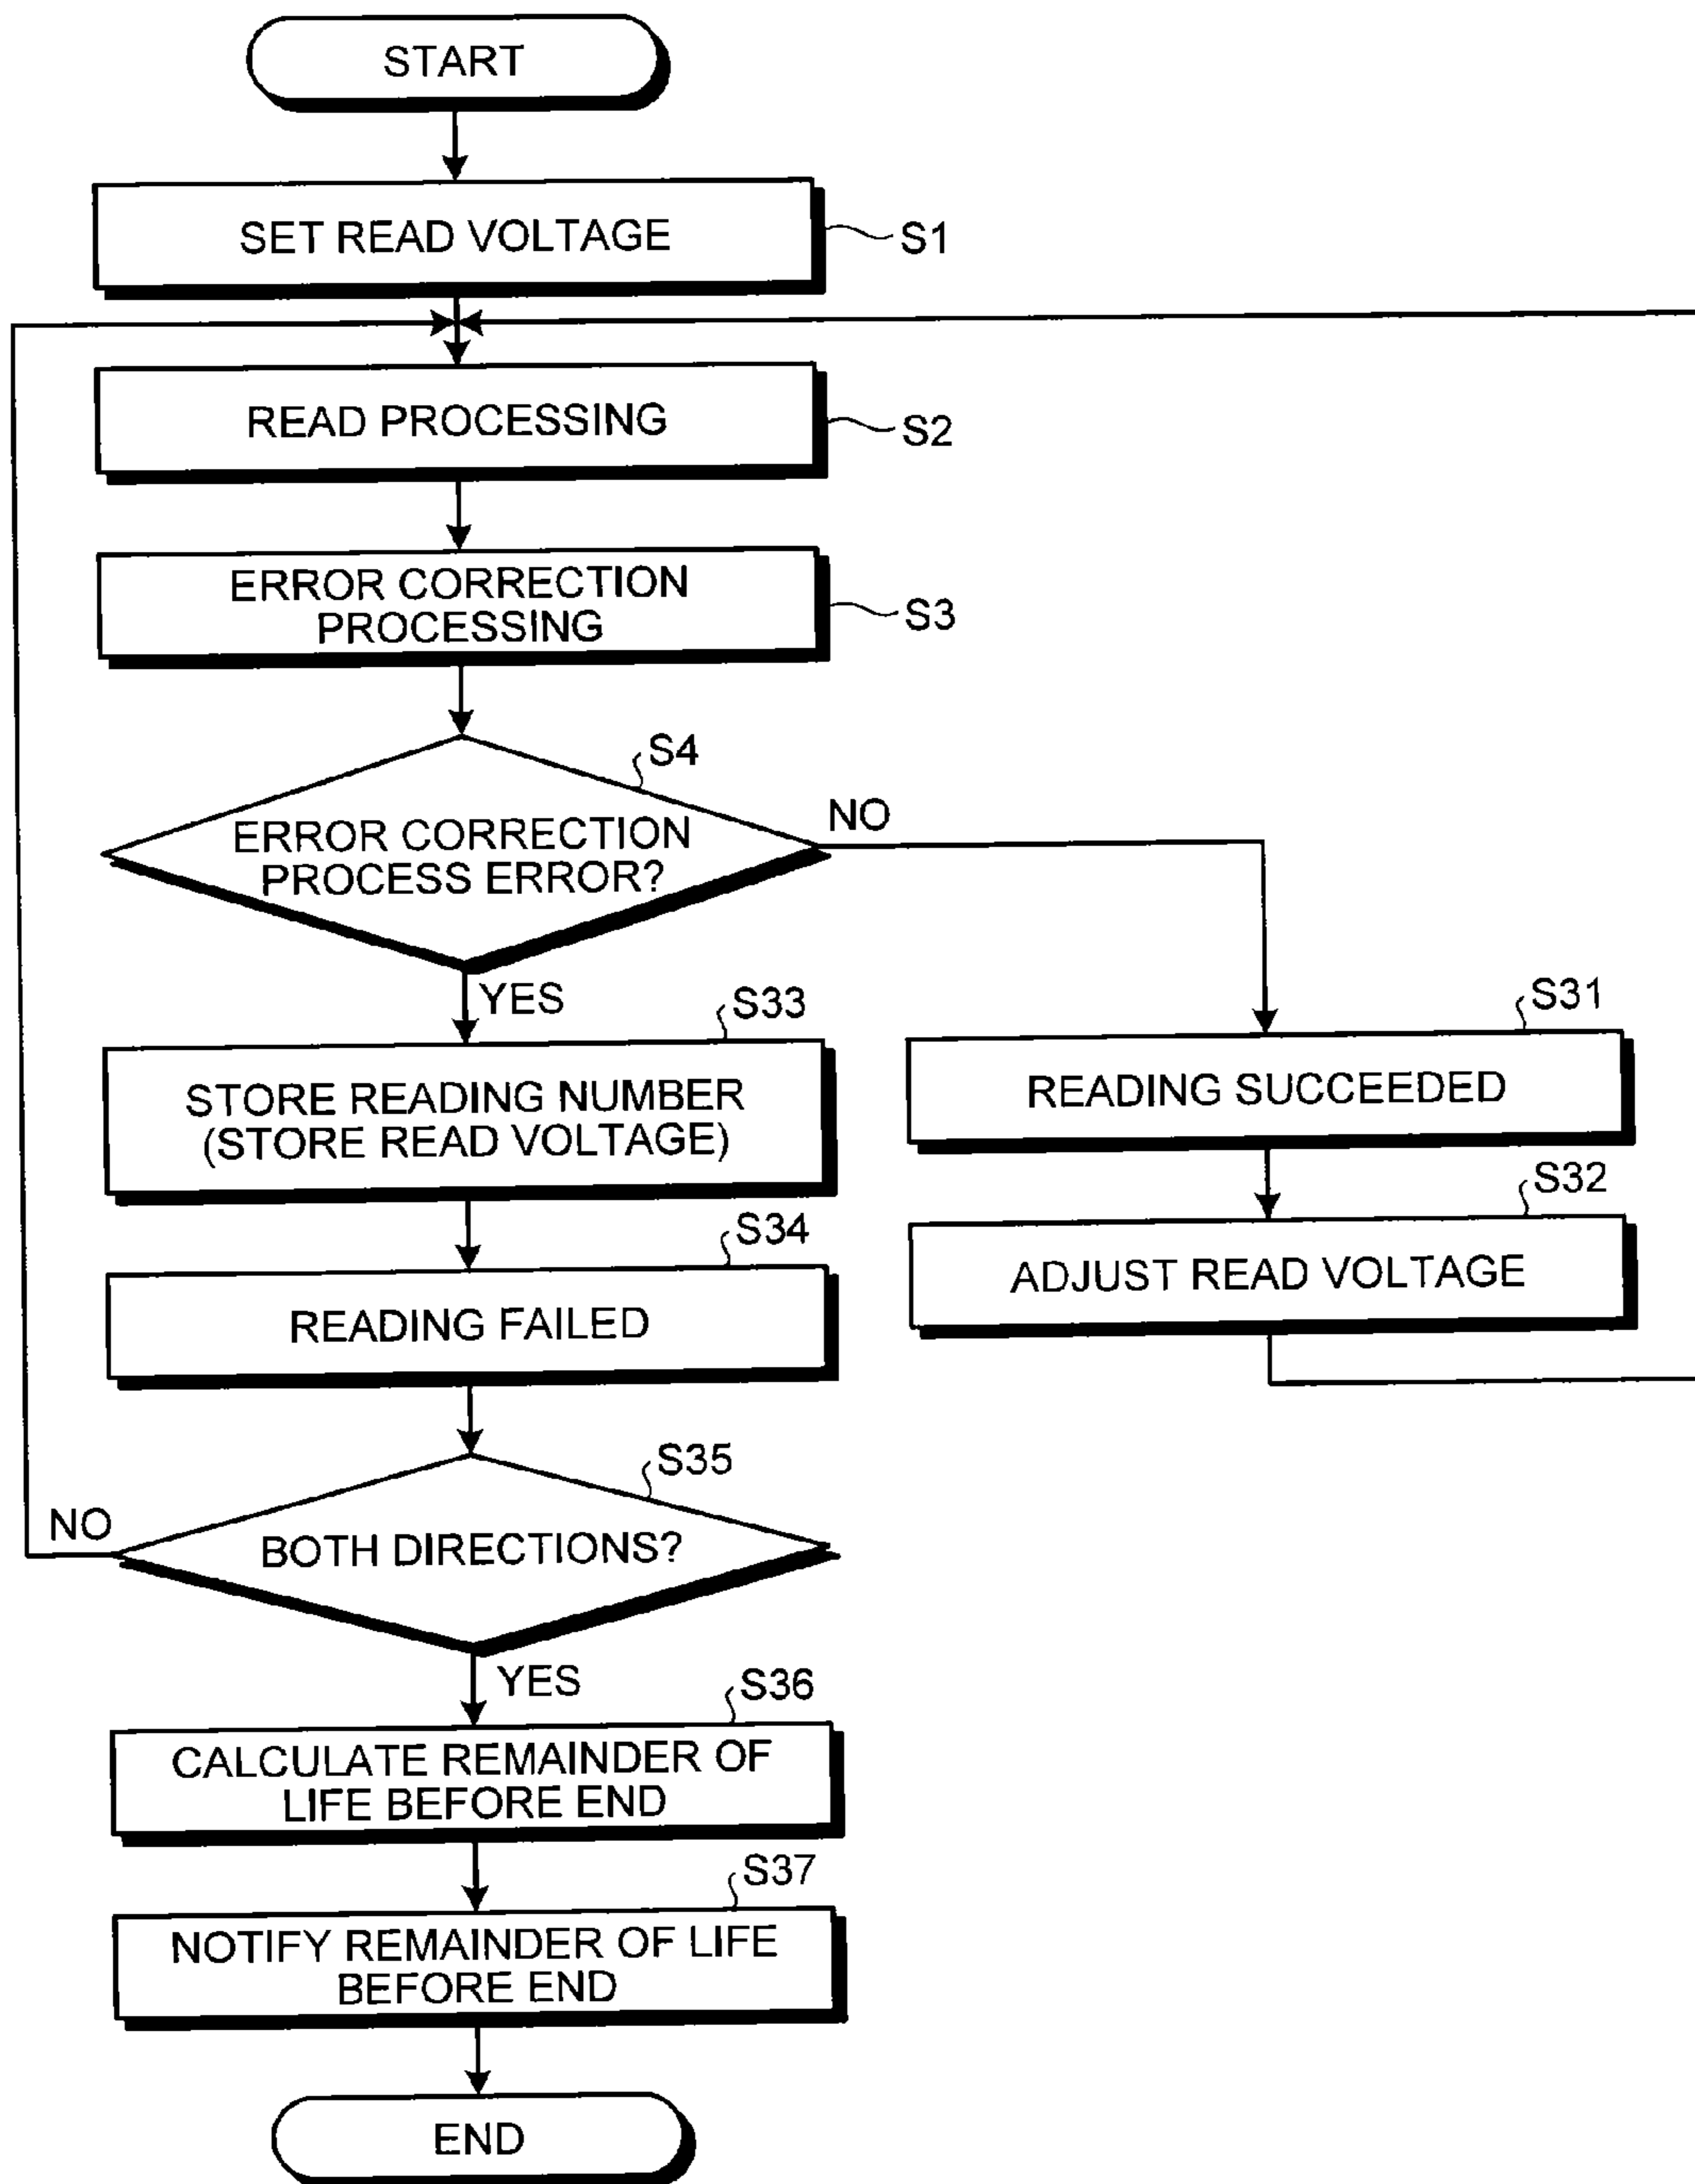 START
SET READ VOLTAGE
S1
READ PROCESSING
S2
ERROR CORRECTION
PROCESSING
S3
S4
ERROR CORRECTION
PROCESS ERROR?
NO
YES
S33
STORE READING NUMBER
(STORE READ VOLTAGE)
S31
READING SUCCEEDED
S32
ADJUST READ VOLTAGE
S34
READING FAILED
S35
BOTH DIRECTIONS?
NO
YES
S36
CALCULATE REMAINDER OF
LIFE BEFORE END
S37
NOTIFY REMAINDER OF LIFE
BEFORE END
END